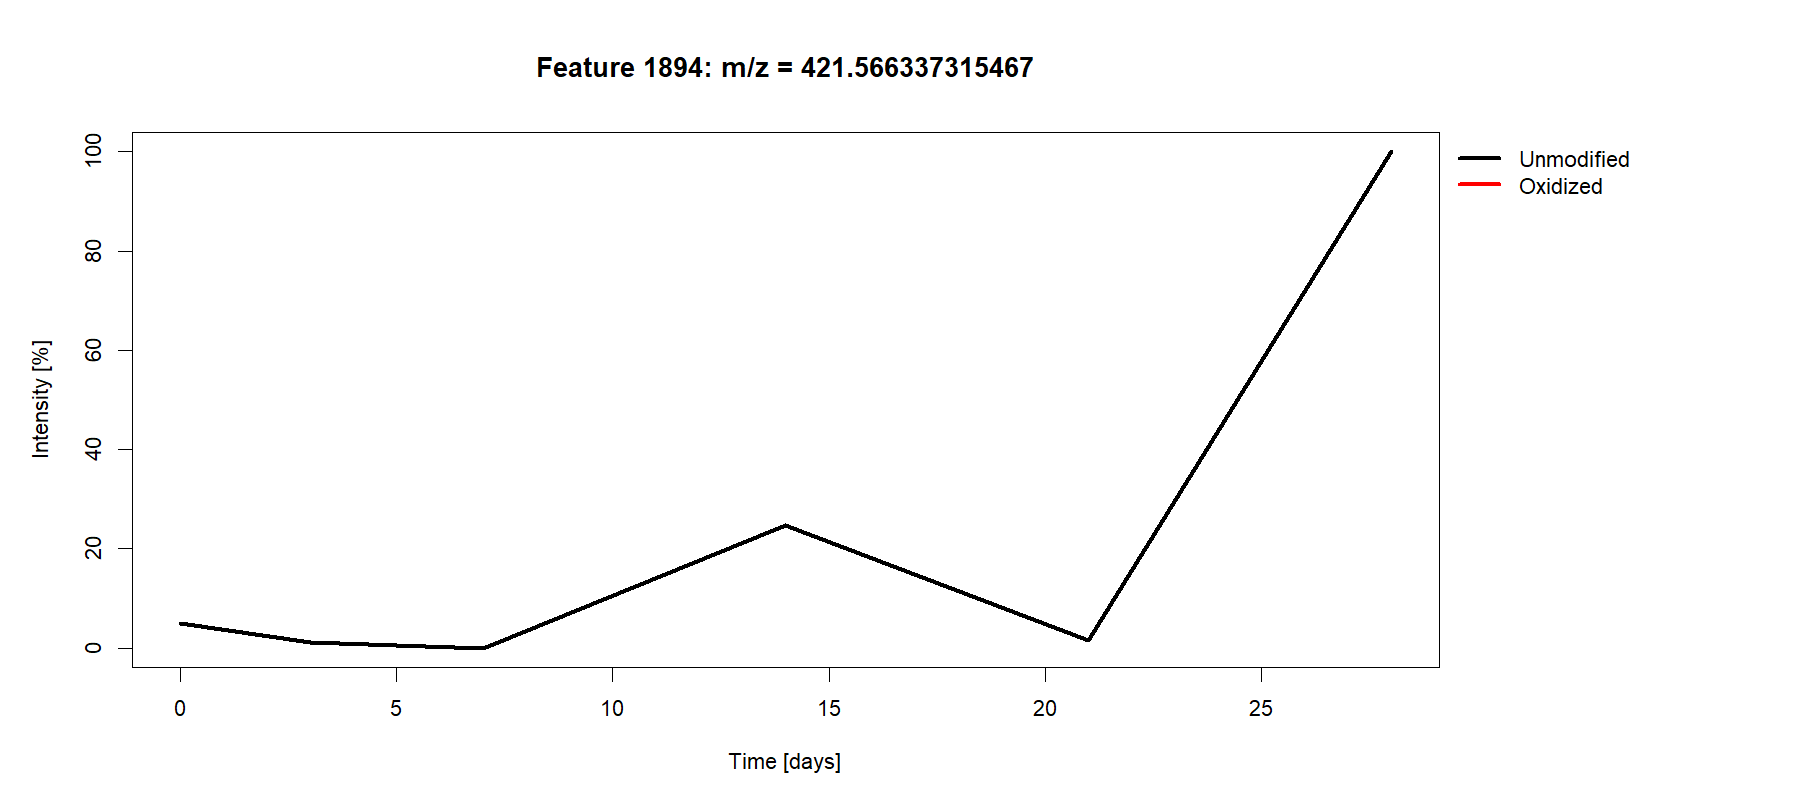 Feature 1894: m/z = 421.566337315467
Unmodified
Oxidized
Intensity [%]
100
80
60
40
20
0
0 5 10 15 20 25
Time [days]